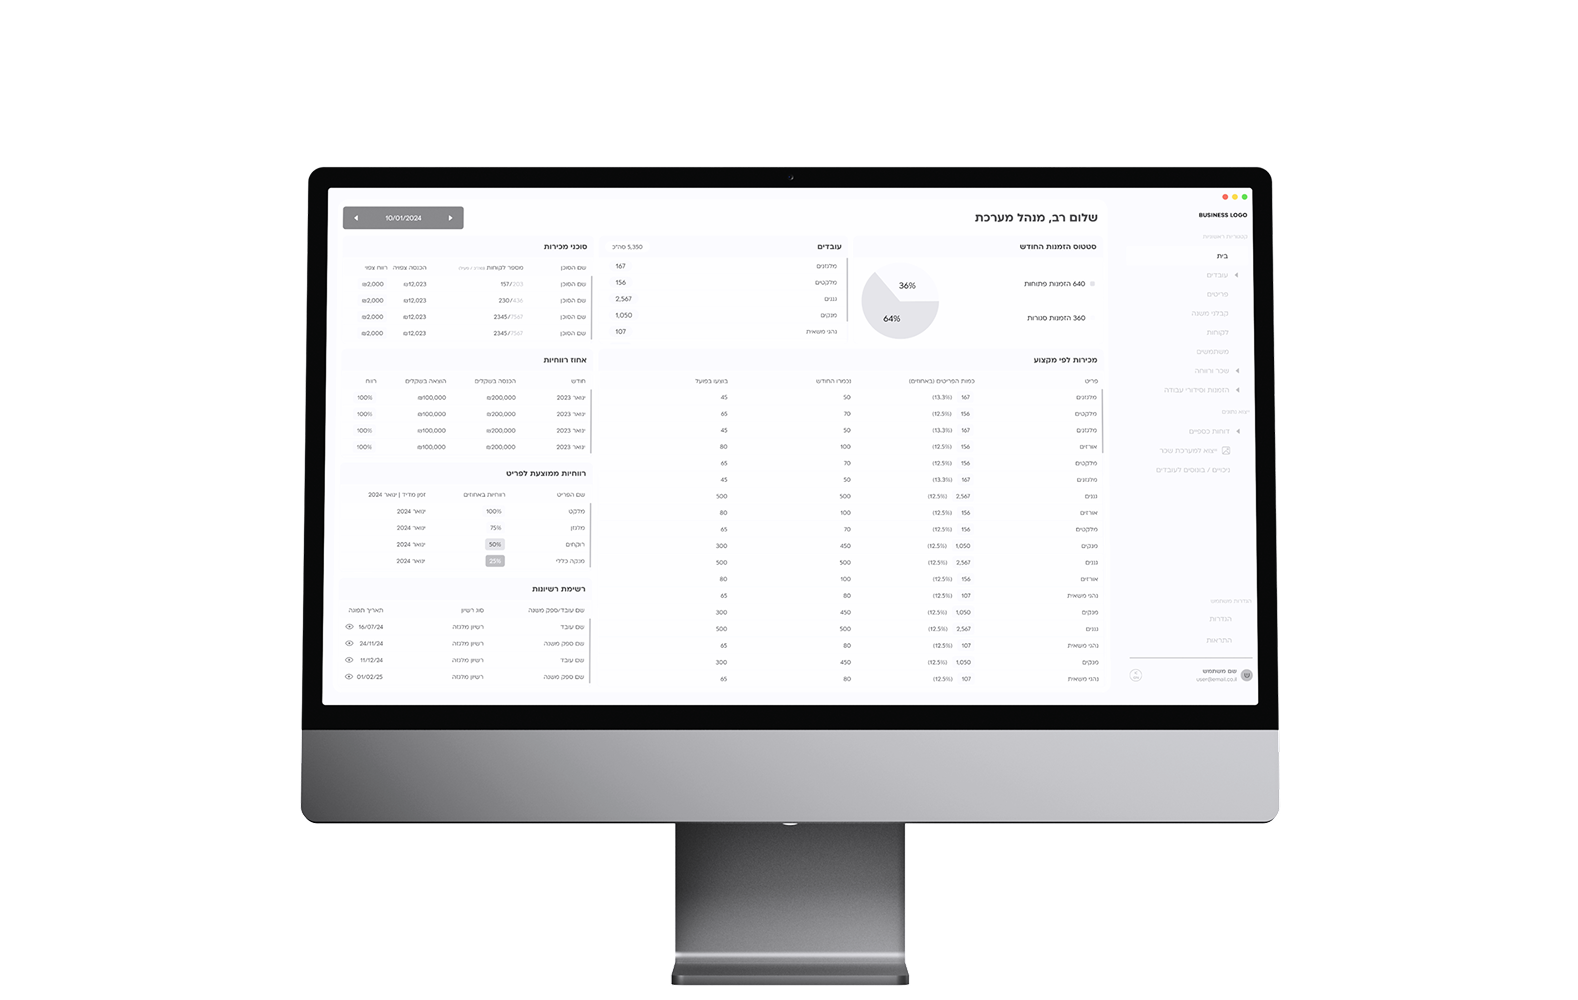 BUSINESS LOGO
קטגוריות ראשיות
בית
עובדים
פריטים
קבלני משנה
לקוחות
משתמשים
שכר ורווחה
הזמנות וסידורי עבודה
דוחות כספיים
ייצוא למערכת שכר
ניכויים / בונוסים לעובדים
הגדרות משתמש
הגדרות
התראות
שם משתמש
user@email.co.il
שלום רב, מנהל מערכת
10/01/2024
סטטוס הזמנות החודש
640 הזמנות פתוחות
360 הזמנות סגורות
36%
64%
עובדים
5,350 סה"כ
מלגזנים 167
מלקטים 156
גננים 2,567
מנקים 1,050
נהגי משאית 107
סוכני מכירות
שם הסוכן מספר לקוחות הכנסה צפויה רווח צפוי
שם הסוכן 157/203 ₪12,023 ₪2,000
שם הסוכן 230/436 ₪12,023 ₪2,000
שם הסוכן 2345/7567 ₪12,023 ₪2,000
שם הסוכן 2345/7567 ₪12,023 ₪2,000
מכירות לפי מקצוע
פריט כמות הפריטים (באחוזים) נכמרו החודש בוצעו בפועל
מלגזנים 167 (13.3%) 50 45
מלקטים 156 (12.5%) 70 65
מלגזנים 167 (13.3%) 50 45
אורזים 156 (12.5%) 100 80
מלקטים 156 (12.5%) 70 65
מלגזנים 167 (13.3%) 50 45
גננים 2,567 (12.5%) 500 500
אורזים 156 (12.5%) 100 80
מלקטים 156 (12.5%) 70 65
מנקים 1,050 (12.5%) 450 300
גננים 2,567 (12.5%) 500 500
אורזים 156 (12.5%) 100 80
נהגי משאית 107 (12.5%) 80 65
מנקים 1,050 (12.5%) 450 300
גננים 2,567 (12.5%) 500 500
נהגי משאית 107 (12.5%) 80 65
מנקים 1,050 (12.5%) 450 300
נהגי משאית 107 (12.5%) 80 65
אחוז רווחיות
חודש הכנסה בשקלים הוצאה בשקלים רווח
ינואר 2023 ₪200,000 ₪100,000 100%
ינואר 2023 ₪200,000 ₪100,000 100%
ינואר 2023 ₪200,000 ₪100,000 100%
ינואר 2023 ₪200,000 ₪100,000 100%
רווחיות ממוצעת לפריט
שם הפריט רווחיות באחוזים זמן מדיד | ינואר 2024
מלקט 100% ינואר 2024
מלגזן 75% ינואר 2024
רוקחים 50% ינואר 2024
מנקה כללי 25% ינואר 2024
רשימת רשיונות
שם עובד/ספק משנה סוג רשיון תאריך תפוגה
שם עובד רשיון מלגזה 16/07/24
שם ספק משנה רשיון מלגזה 24/11/24
שם עובד רשיון מלגזה 11/12/24
שם ספק משנה רשיון מלגזה 01/02/25